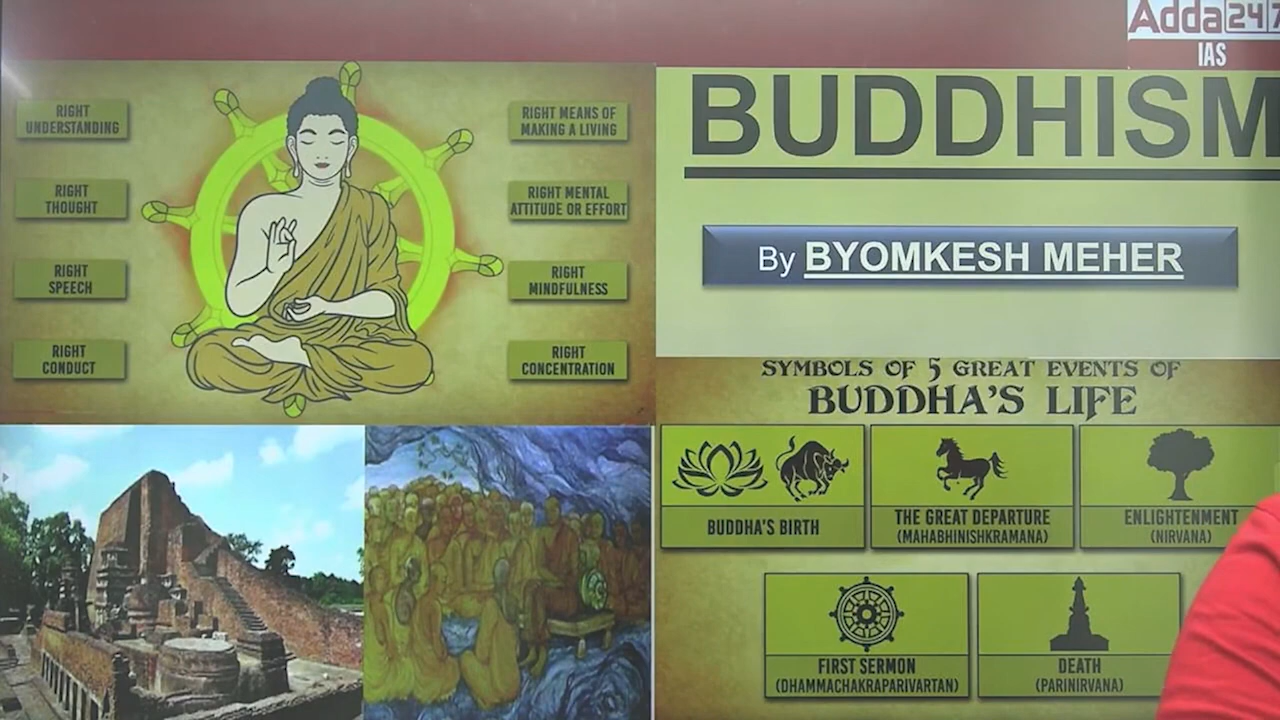 Adda247
IAS
RIGHT
UNDERSTANDING
RIGHT
THOUGHT
RIGHT
SPEECH
RIGHT
CONDUCT
RIGHT MEANS OF
MAKING A LIVING
RIGHT MENTAL
ATTITUDE OR EFFORT
RIGHT
MINDFULNESS
RIGHT
CONCENTRATION
BUDDHISM
By BYOMKESH MEHER
SYMBOLS OF 5 GREAT EVENTS OF
BUDDHA'S LIFE
BUDDHA'S BIRTH
THE GREAT DEPARTURE
(MAHABHINISHKRAMANA)
ENLIGHTENMENT
(NIRVANA)
FIRST SERMON
(DHAMMACHAKRAPARIVARTAN)
DEATH
(PARINIRVANA)